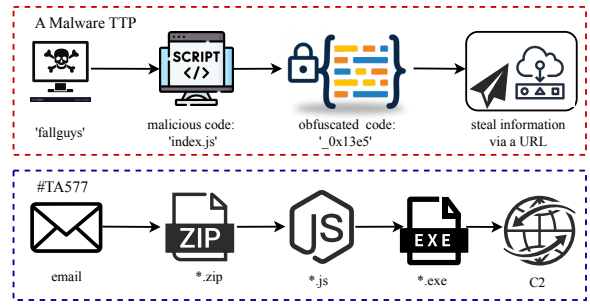 A Malware TTP
SCRIPT
</>
{ }
'fallguys'
malicious code:
'index.js'
obfuscated code:
'_0x13e5'
steal information
via a URL
#TA577
ZIP
JS
EXE
email
*.zip
*.js
*.exe
C2